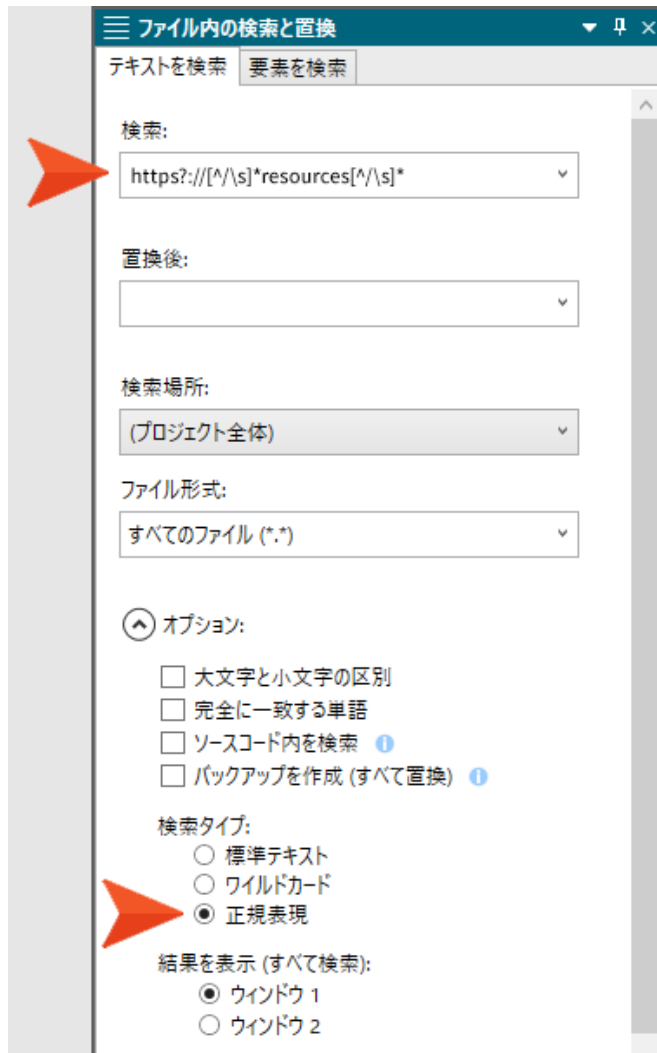 ファイル内の検索と置換
テキストを検索 要素を検索
検索:
https?://[^/\s]*resources[^/\s]*
置換後:
検索場所:
(プロジェクト全体)
ファイル形式:
すべてのファイル (*.*)
オプション:
大文字と小文字の区別
完全に一致する単語
ソースコード内を検索
バックアップを作成 (すべて置換)
検索タイプ:
標準テキスト
ワイルドカード
正規表現
結果を表示 (すべて検索):
ウィンドウ 1
ウィンドウ 2